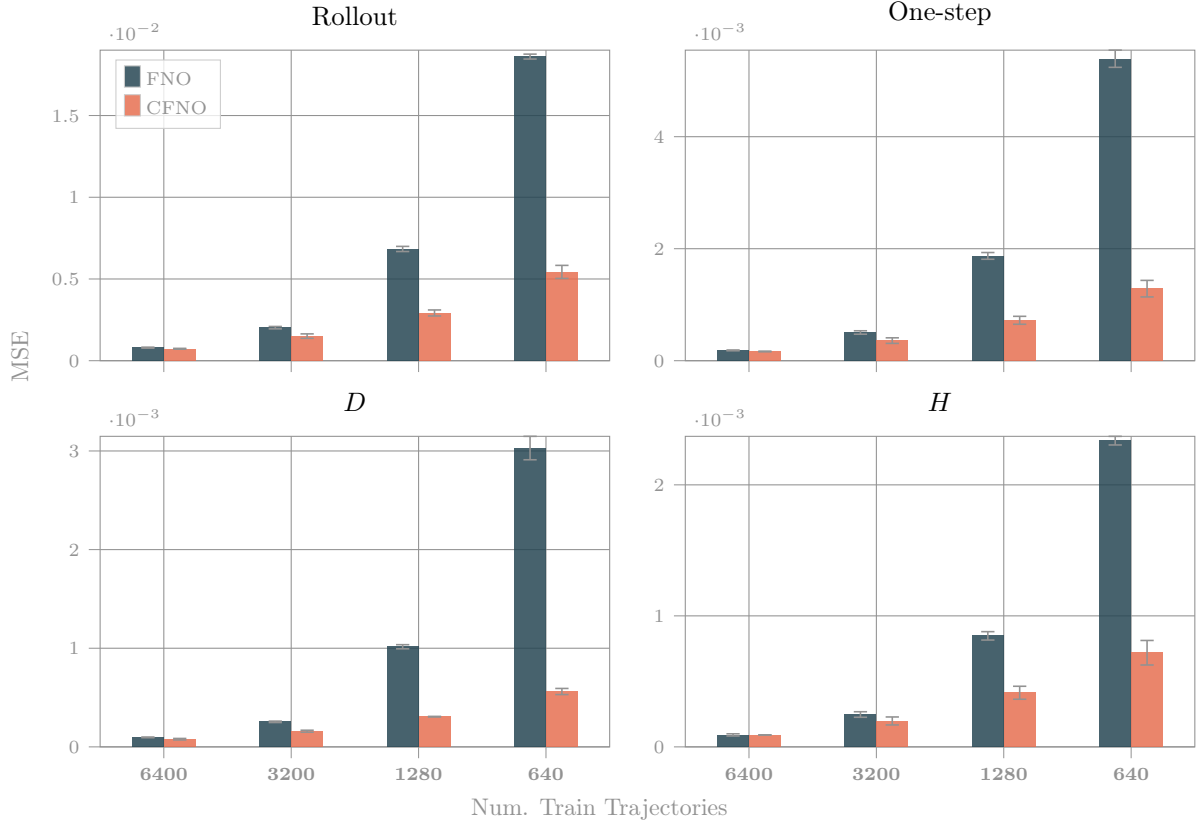 Rollout
·10⁻²
FNO
CFNO
1.5
1
0.5
0
One-step
·10⁻³
4
2
0
MSE
D
·10⁻³
3
2
1
0
6400 3200 1280 640
H
·10⁻³
2
1
0
6400 3200 1280 640
Num. Train Trajectories